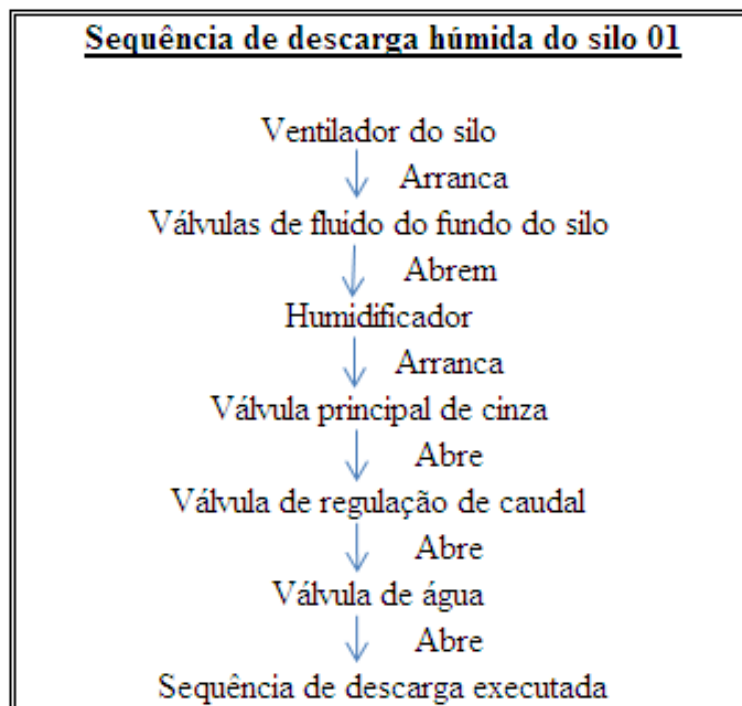 Sequência de descarga húmida do silo 01
Ventilador do silo
Arranca
Válvulas de fluído do fundo do silo
Abrem
Humidificador
Arranca
Válvula principal de cinza
Abre
Válvula de regulação de caudal
Abre
Válvula de água
Abre
Sequência de descarga executada